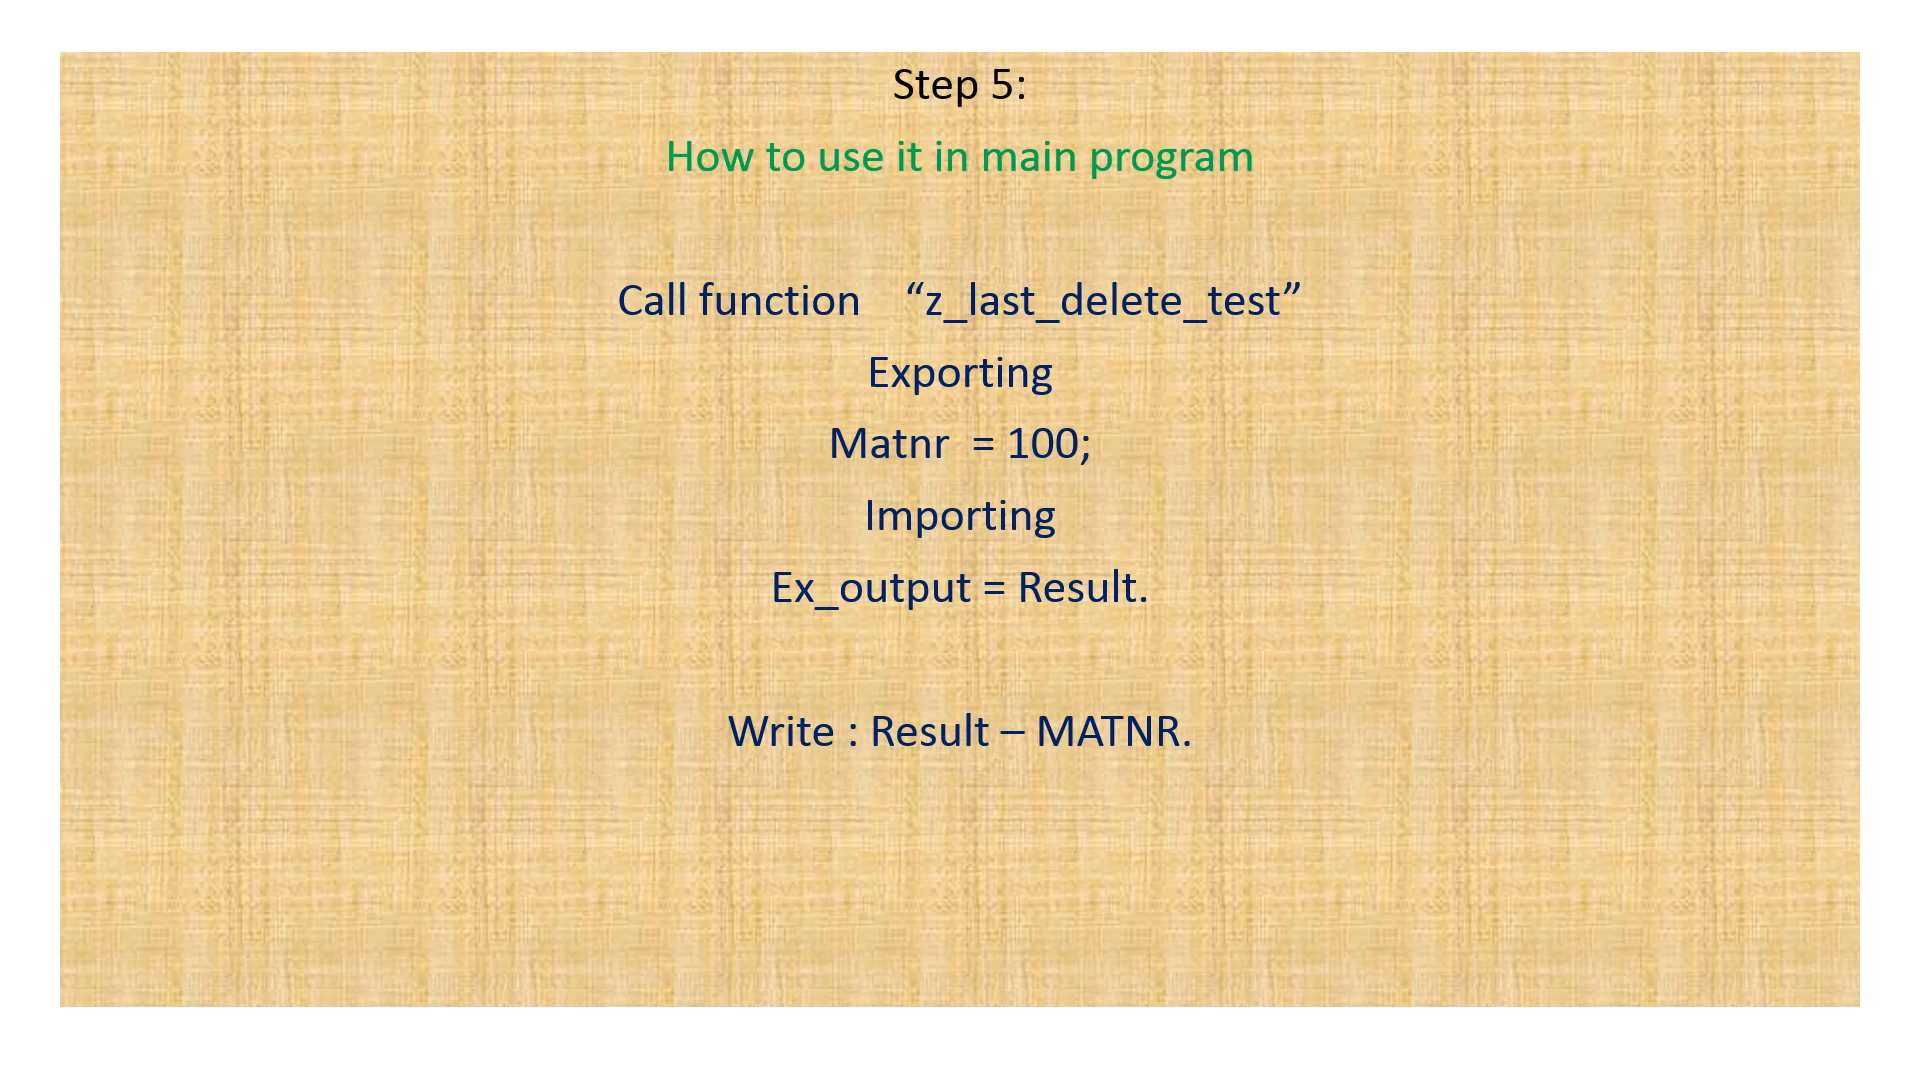 Step 5:
How to use it in main program
Call function “z_last_delete_test”
Exporting
Matnr = 100;
Importing
Ex_output = Result.
Write : Result – MATNR.